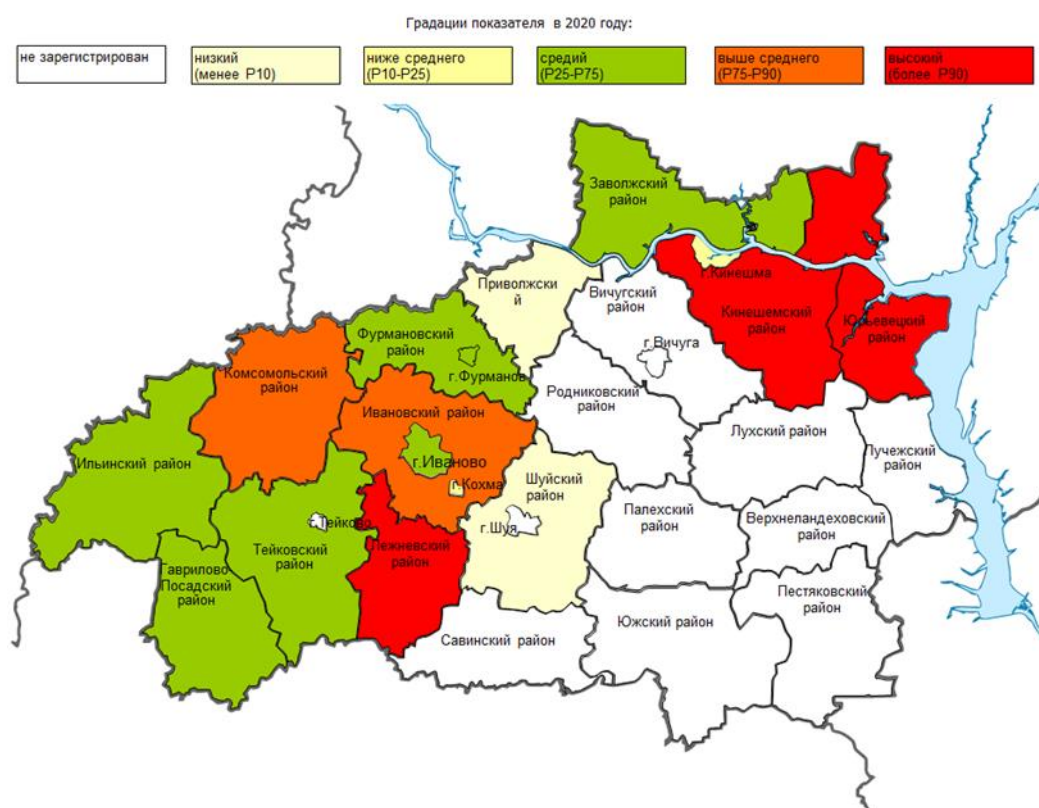 Градации показателя в 2020 году:
не зарегистрирован
низкий
(менее P10)
ниже среднего
(P10-P25)
средий
(P25-P75)
выше среднего
(P75-P90)
высокий
(более P90)
Заволжский
район
Приволжски
й
г.Кинешма
Вичугский
район
Кинешемский
район
Юрьевецкий
район
Фурмановский
район
г.Вичуга
г.Фурманов
Комсомольский
район
Родниковский
район
Ивановский район
Лухский район
Лучежский
район
Ильинский район
г.Иваново
Шуйский
район
г.Кохма
Палехский
район
Верхнеландеховский
район
г.Тейково
г.Шуя
Тейковский
район
Лежневский
район
Гаврилово
Посадский
район
Пестяковский
район
Южский район
Савинский район